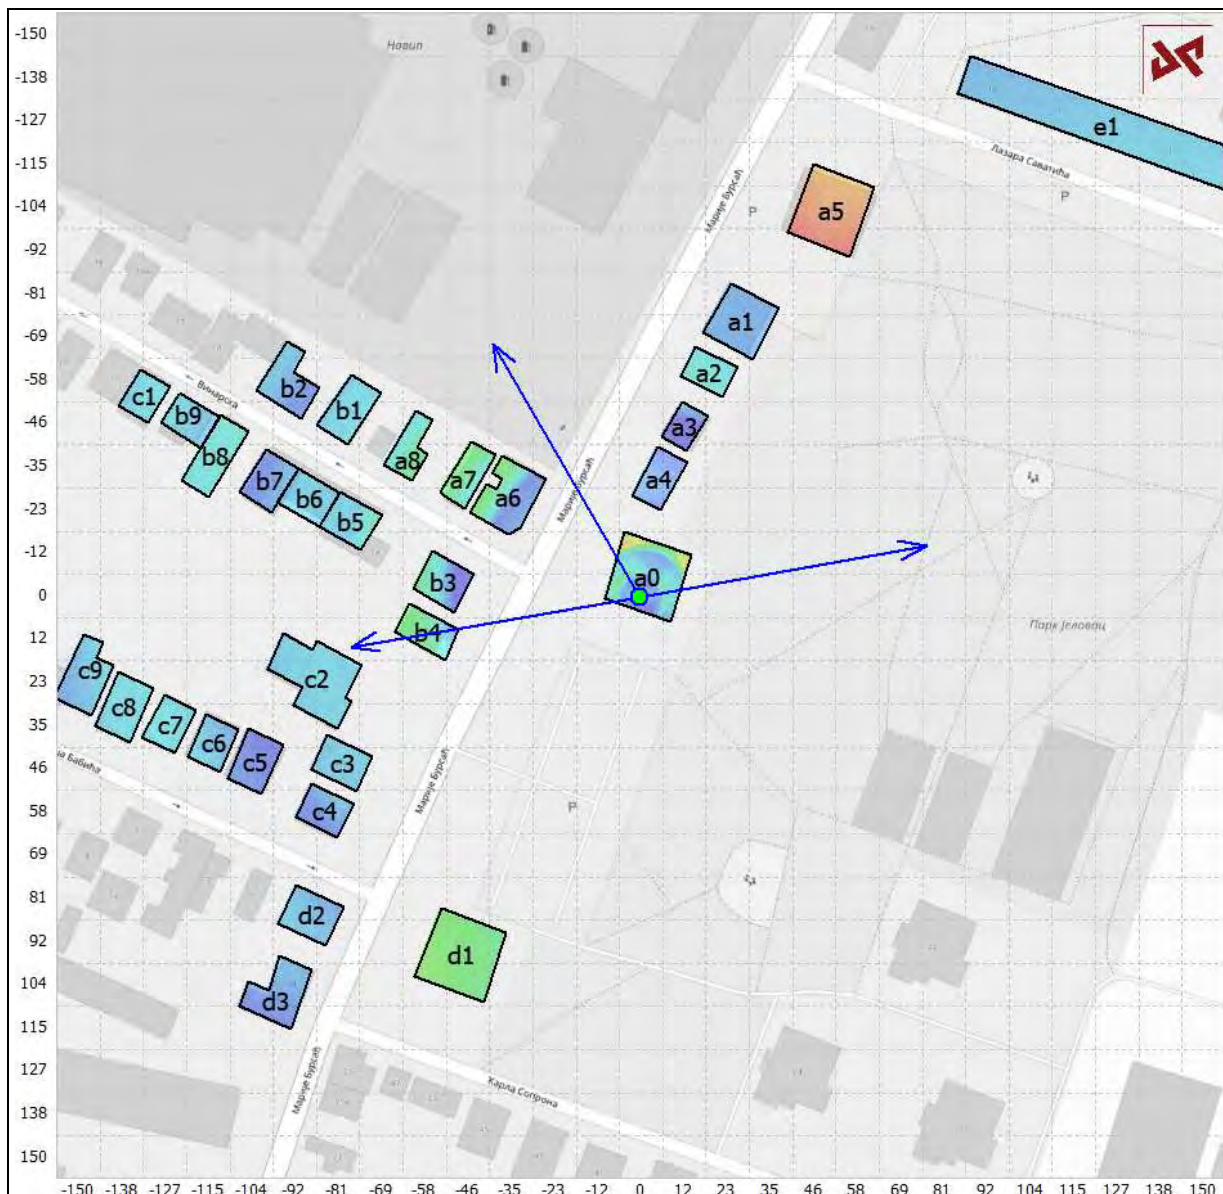 -150
-138
-127
-115
-104
-92
-81
-69
-58
-46
-35
-23
-12
0
12
23
35
46
58
69
81
92
104
115
127
138
150
Новип
e1
Лазара Саватића
P
P
a5
Марије Бурсаћ
a1
a2
a3
a4
c1
b9
b2
Винарска
b1
b8
a8
a7
a6
b7
b6
b5
Марије Бурсаћ
a0
b3
b4
Парк Јеловац
c9
c2
c8
c7
c6
c5
c3
c4
Марије Бурсаћ
ца Бабића
P
d2
d1
d3
Марије Бурсаћ
Карла Сопрона
-150 -138 -127 -115 -104 -92 -81 -69 -58 -46 -35 -23 -12 0 12 23 35 46 58 69 81 92 104 115 127 138 150